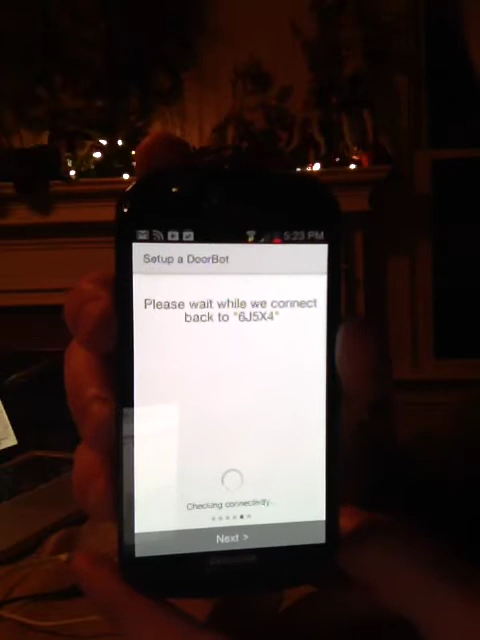 5:23 PM
Setup a DoorBot
Please wait while we connect
back to "6J5X4"
Checking connectivity...
Next >